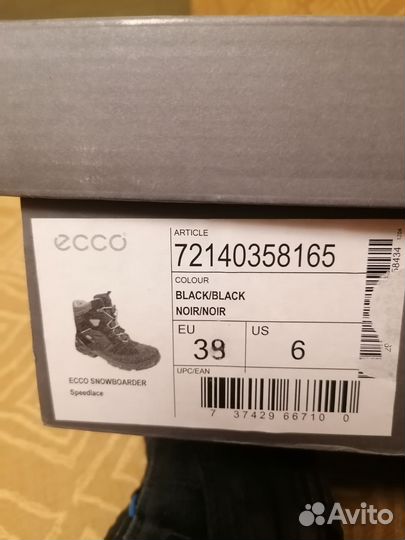 ecco
ARTICLE
72140358165
COLOUR
BLACK/BLACK
NOIR/NOIR
EU
US
38
6
ECCO SNOWBOARDER
Speedlace
UPC/EAN
7 37429 66710 0
58434
Avito